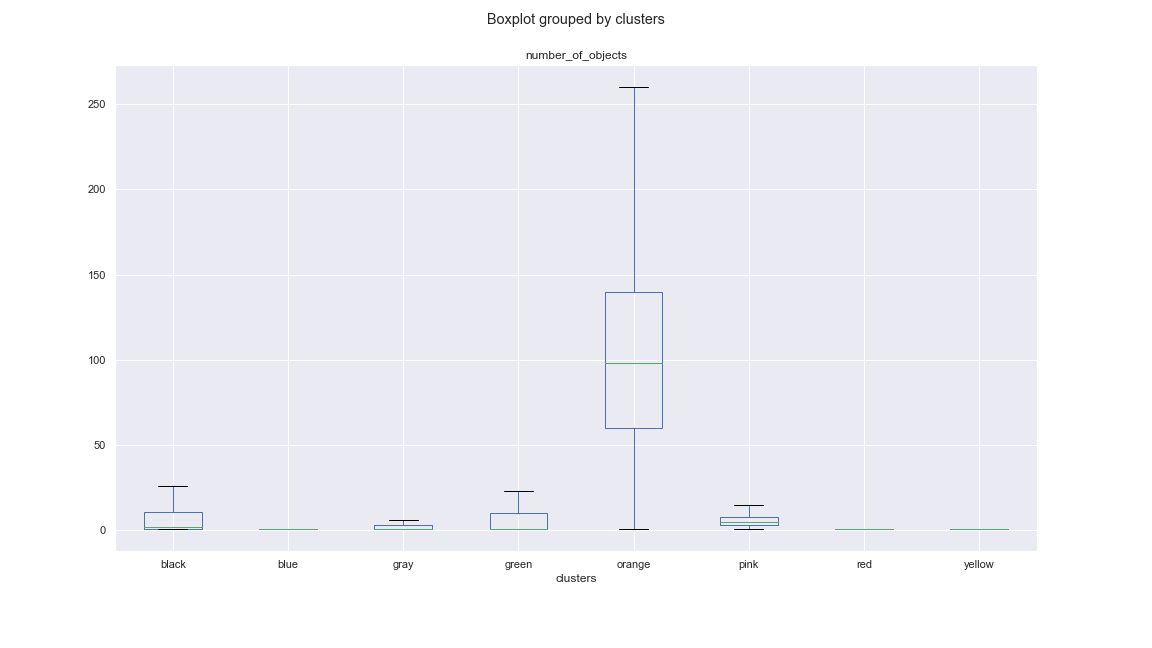 Boxplot grouped by clusters
number_of_objects
250
200
150
100
50
0
black blue gray green orange pink red yellow
clusters